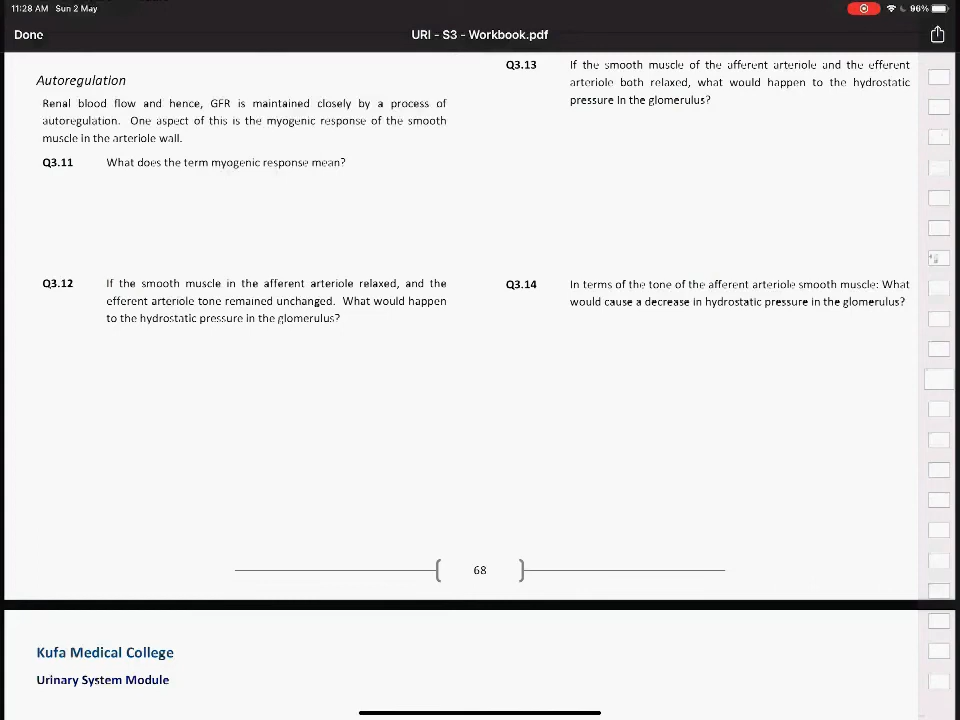 11:28 AM Sun 2 May
96%
Done
URI - S3 - Workbook.pdf
Autoregulation
Renal blood flow and hence, GFR is maintained closely by a process of
autoregulation. One aspect of this is the myogenic response of the smooth
muscle in the arteriole wall.
Q3.11 What does the term myogenic response mean?
Q3.12 If the smooth muscle in the afferent arteriole relaxed, and the
efferent arteriole tone remained unchanged. What would happen
to the hydrostatic pressure in the glomerulus?
Q3.13 If the smooth muscle of the afferent arteriole and the efferent
arteriole both relaxed, what would happen to the hydrostatic
pressure in the glomerulus?
Q3.14 In terms of the tone of the afferent arteriole smooth muscle: What
would cause a decrease in hydrostatic pressure in the glomerulus?
68
Kufa Medical College
Urinary System Module